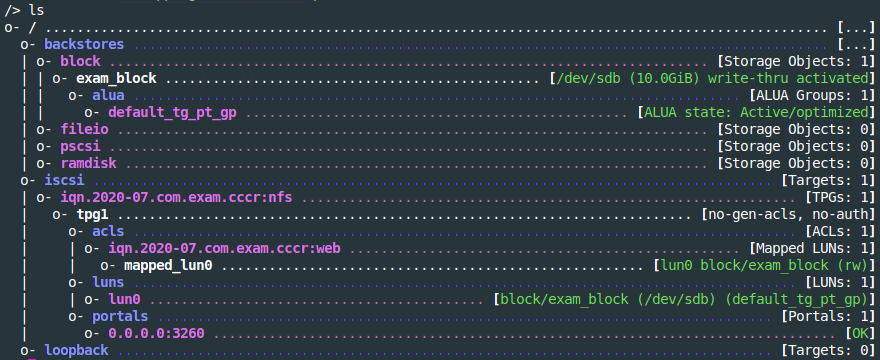 /> ls
o- / ......................................................................................................... [...]
  o- backstores .............................................................................................. [...]
  | o- block .................................................................................. [Storage Objects: 1]
  | | o- exam_block ............................................... [/dev/sdb (10.0GiB) write-thru activated]
  | |   o- alua ................................................................................... [ALUA Groups: 1]
  | |     o- default_tg_pt_gp ....................................................... [ALUA state: Active/optimized]
  | o- fileio ................................................................................. [Storage Objects: 0]
  | o- pscsi .................................................................................. [Storage Objects: 0]
  | o- ramdisk ................................................................................ [Storage Objects: 0]
  o- iscsi ............................................................................................ [Targets: 1]
  | o- iqn.2020-07.com.exam.cccr:nfs ..................................................................... [TPGs: 1]
  |   o- tpg1 .................................................................................. [no-gen-acls, no-auth]
  |     o- acls .......................................................................................... [ACLs: 1]
  |     | o- iqn.2020-07.com.exam.cccr:web ........................................................ [Mapped LUNs: 1]
  |     |   o- mapped_lun0 ..................................................... [lun0 block/exam_block (rw)]
  |     o- luns .......................................................................................... [LUNs: 1]
  |     | o- lun0 .......................................... [block/exam_block (/dev/sdb) (default_tg_pt_gp)]
  |     o- portals .................................................................................... [Portals: 1]
  |       o- 0.0.0.0:3260 ..................................................................................... [OK]
  o- loopback ......................................................................................... [Targets: 0]